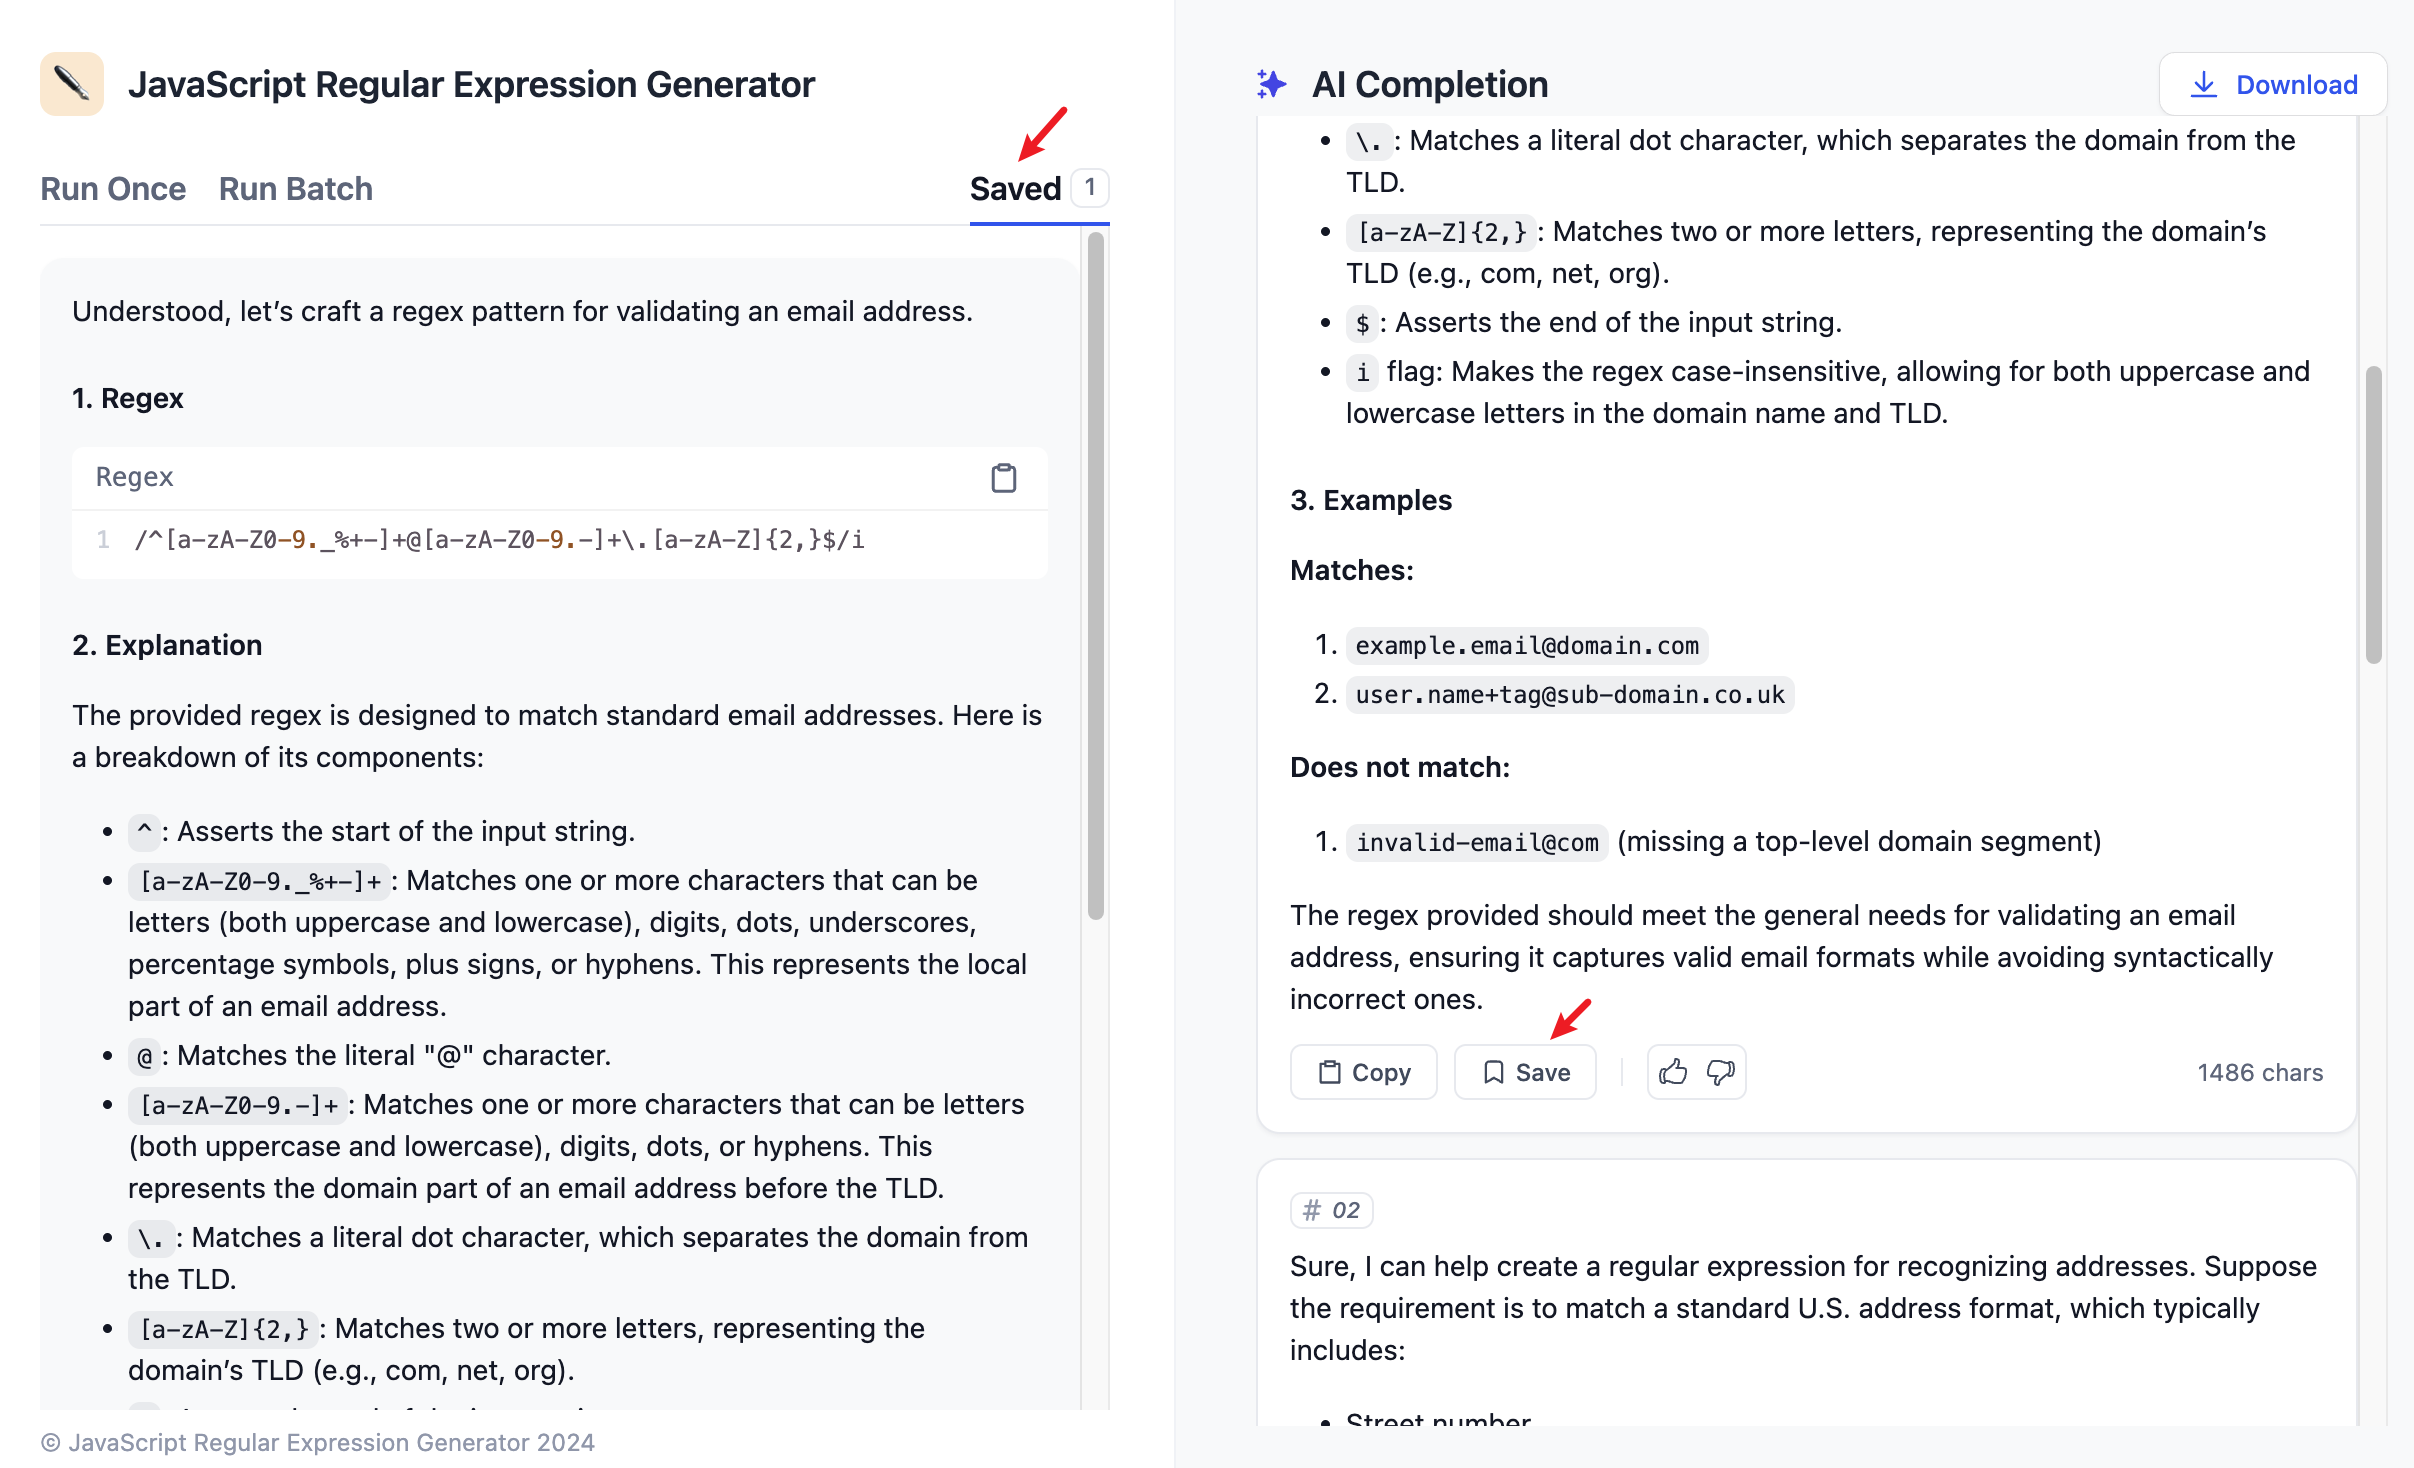 JavaScript Regular Expression Generator
Run Once
Run Batch
Saved 1
Understood, let’s craft a regex pattern for validating an email address.
1. Regex
Regex
1 /^[a-zA-Z0-9._%+-]+@[a-zA-Z0-9.-]+\.[a-zA-Z]{2,}$/i
2. Explanation
The provided regex is designed to match standard email addresses. Here is
a breakdown of its components:
• ^: Asserts the start of the input string.
• [a-zA-Z0-9._%+-]+: Matches one or more characters that can be
letters (both uppercase and lowercase), digits, dots, underscores,
percentage symbols, plus signs, or hyphens. This represents the local
part of an email address.
• @: Matches the literal "@" character.
• [a-zA-Z0-9.-]+: Matches one or more characters that can be letters
(both uppercase and lowercase), digits, dots, or hyphens. This
represents the domain part of an email address before the TLD.
• \.: Matches a literal dot character, which separates the domain from
the TLD.
• [a-zA-Z]{2,}: Matches two or more letters, representing the
domain’s TLD (e.g., com, net, org).
© JavaScript Regular Expression Generator 2024
AI Completion
Download
• \.: Matches a literal dot character, which separates the domain from the
TLD.
• [a-zA-Z]{2,}: Matches two or more letters, representing the domain’s
TLD (e.g., com, net, org).
• $: Asserts the end of the input string.
• i flag: Makes the regex case-insensitive, allowing for both uppercase and
lowercase letters in the domain name and TLD.
3. Examples
Matches:
1. example.email@domain.com
2. user.name+tag@sub-domain.co.uk
Does not match:
1. invalid-email@com (missing a top-level domain segment)
The regex provided should meet the general needs for validating an email
address, ensuring it captures valid email formats while avoiding syntactically
incorrect ones.
Copy
Save
1486 chars
# 02
Sure, I can help create a regular expression for recognizing addresses. Suppose
the requirement is to match a standard U.S. address format, which typically
includes:
• Street number